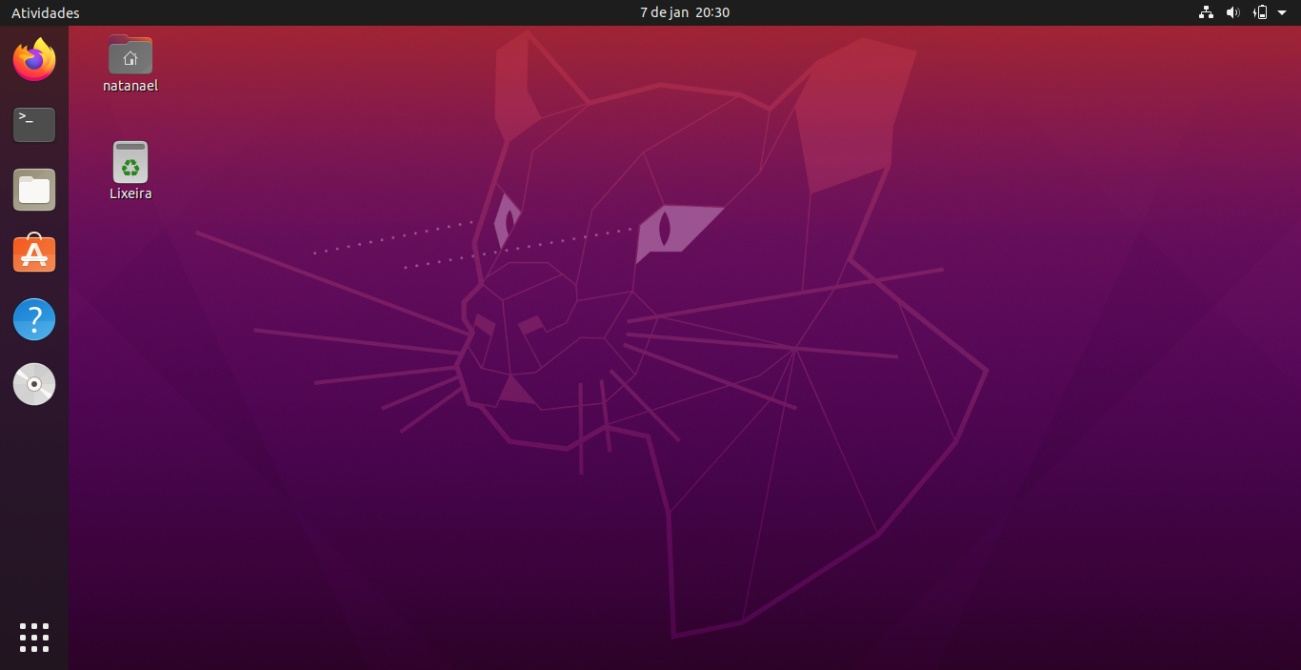 Atividades
7 de jan 20:30
natanael
Lixeira